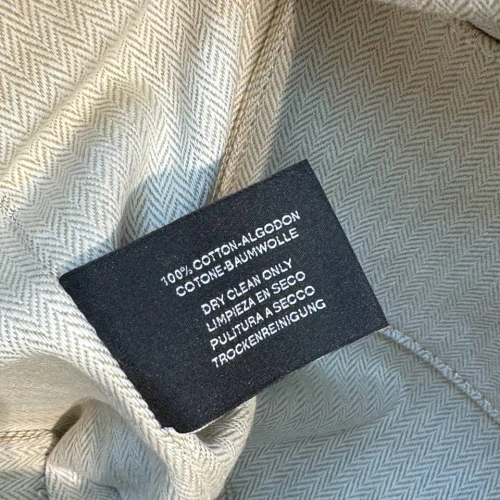 100% COTTON-ALGODON
COTONE-BAUMWOLLE
DRY CLEAN ONLY
LIMPIEZA EN SECO
PULITURA A SECCO
TROCKENREINIGUNG